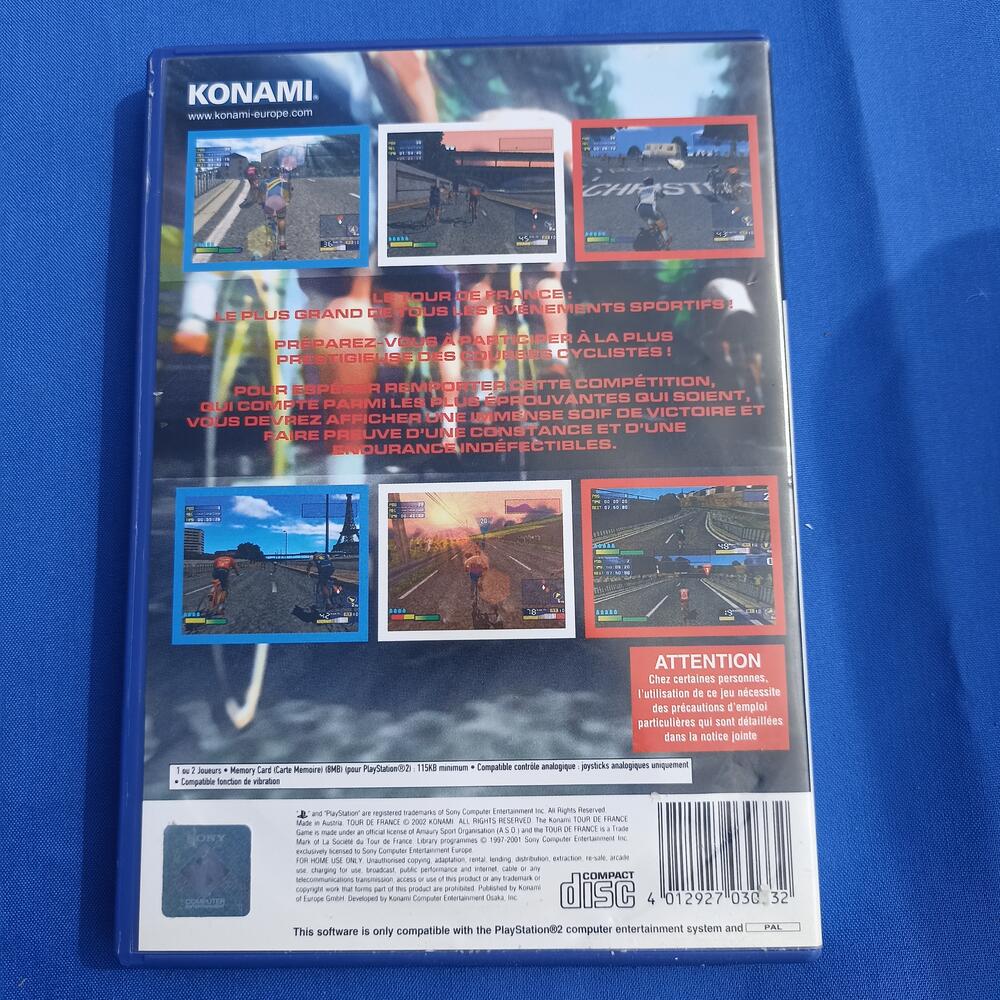 KONAMI
www.konami-europe.com
CHRIST
LE TOUR DE FRANCE :
LE PLUS GRAND DE TOUS LES ÉVÉNEMENTS SPORTIFS !
PRÉPAREZ-VOUS À PARTICIPER À LA PLUS
PRESTIGIEUSE DES COURSES CYCLISTES !
POUR ESPÉRER REMPORTER CETTE COMPÉTITION,
QUI COMPTE PARMI LES PLUS ÉPROUVANTES QUI SOIENT,
VOUS DEVREZ AFFICHER UNE IMMENSE SOIF DE VICTOIRE ET
FAIRE PREUVE D'UNE CONSTANCE ET D'UNE
ENDURANCE INDÉFECTIBLES.
ATTENTION
Chez certaines personnes,
l'utilisation de ce jeu nécessite
des précautions d'emploi
particulières qui sont détaillées
dans la notice jointe
1 ou 2 Joueurs • Memory Card (Carte Memoire) (8MB) (pour PlayStation®2) : 115KB minimum • Compatible contrôle analogique : joysticks analogiques uniquement
• Compatible fonction de vibration
" and "PlayStation" are registered trademarks of Sony Computer Entertainment Inc. All Rights Reserved.
Made in Austria. TOUR DE FRANCE © 2002 KONAMI ALL RIGHTS RESERVED. The Konami TOUR DE FRANCE
Game is made under an official license of Amaury Sport Organisation (A.S.O.) and the TOUR DE FRANCE is a Trade
Mark of La Société du Tour de France. Library programmes © 1997-2001 Sony Computer Entertainment Inc.
exclusively licensed to Sony Computer Entertainment Europe.
FOR HOME USE ONLY. Unauthorised copying, adaptation, rental, lending, distribution, extraction, re-sale, arcade
use, charging for use, broadcast, public performance and internet, cable or any
telecommunications transmission, access or use of this product or any trademark or
copyright work that forms part of this product are prohibited. Published by Konami
of Europe GmbH. Developed by Konami Computer Entertainment Osaka, Inc.
SONY
COMPUTER
COMPACT
disc
4 012927 030 32
This software is only compatible with the PlayStation®2 computer entertainment system and PAL